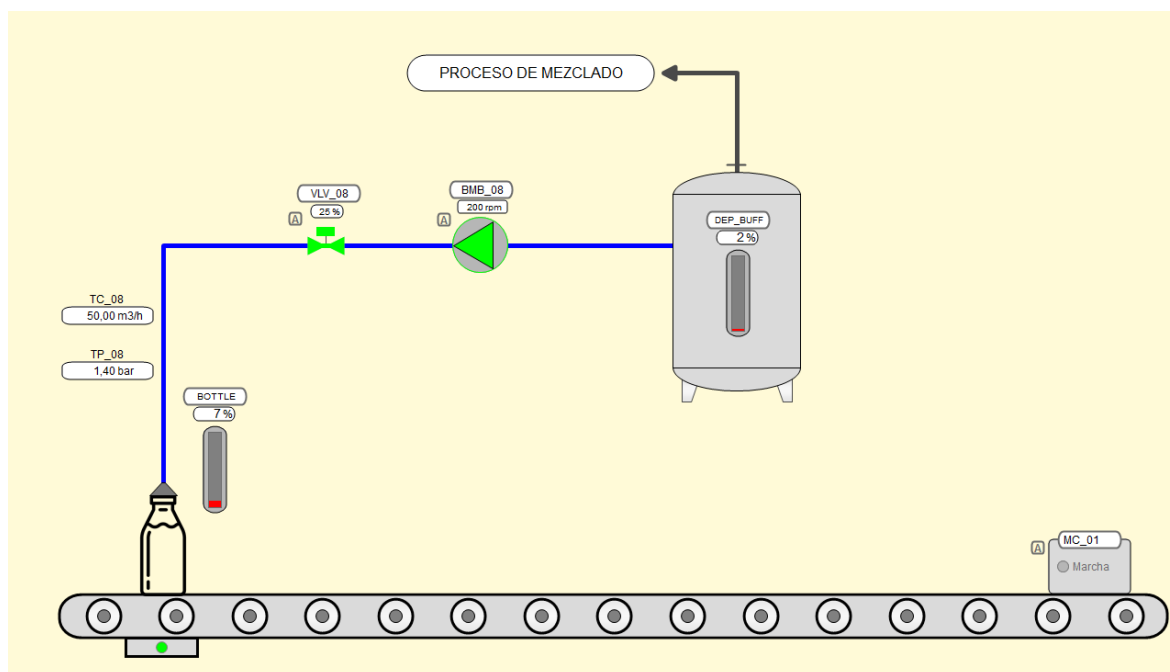 PROCESO DE MEZCLADO
VLV_08
A
25 %
BMB_08
A
200 rpm
DEP_BUFF
2 %
TC_08
50,00 m3/h
TP_08
1,40 bar
BOTTLE
7 %
MC_01
A
Marcha